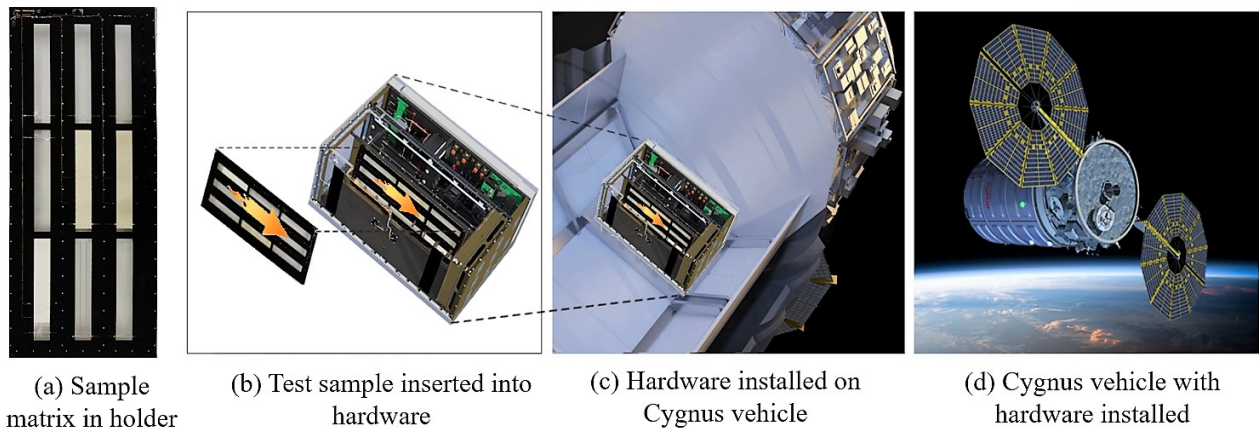 (a) Sample
matrix in holder
(b) Test sample inserted into
hardware
(c) Hardware installed on
Cygnus vehicle
(d) Cygnus vehicle with
hardware installed